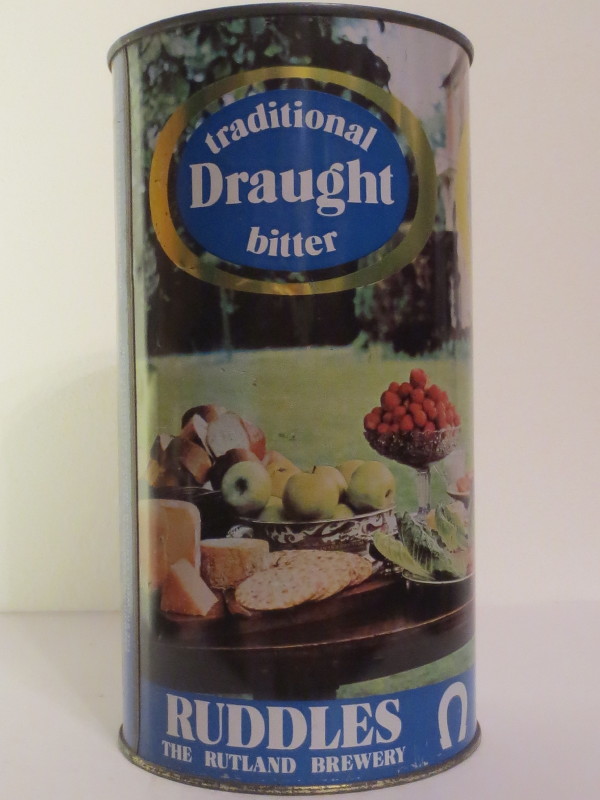 traditional
Draught
bitter
RUDDLES
THE RUTLAND BREWERY